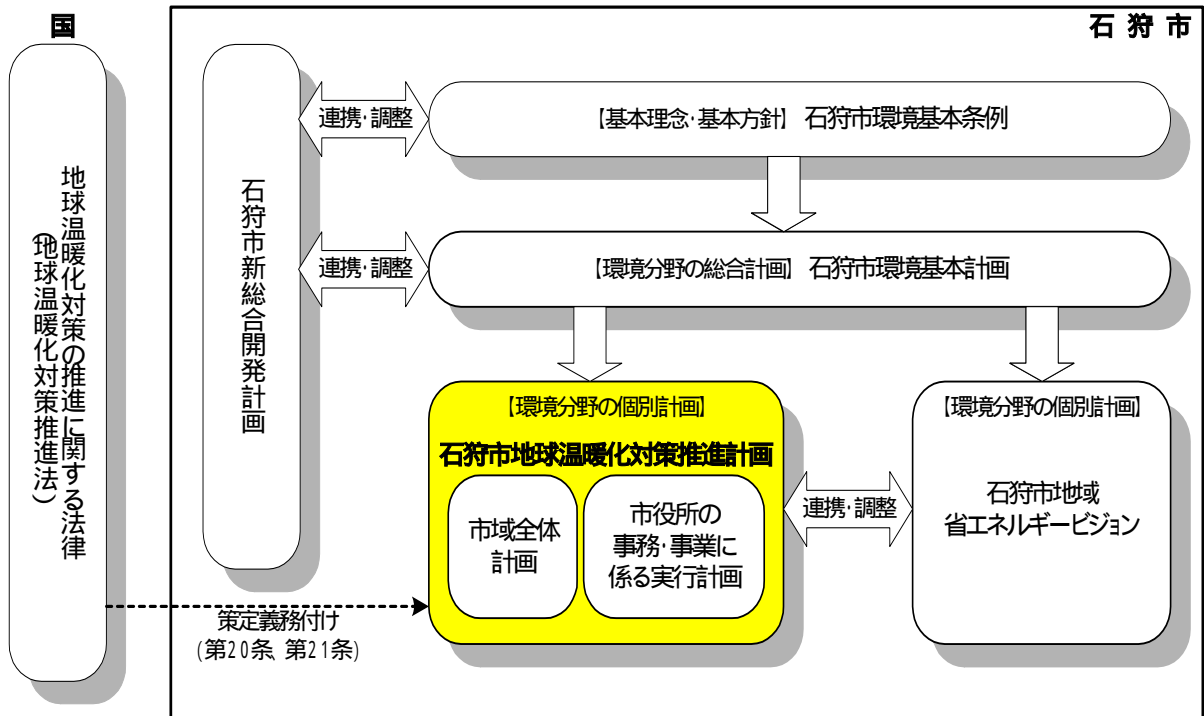 国
石狩市
地球温暖化対策の推進に関する法律
(地球温暖化対策推進法)
石狩市新総合開発計画
連携・調整
【基本理念・基本方針】 石狩市環境基本条例
連携・調整
【環境分野の総合計画】 石狩市環境基本計画
【環境分野の個別計画】
石狩市地球温暖化対策推進計画
市域全体
計画
市役所の
事務・事業に
係る実行計画
連携・調整
【環境分野の個別計画】
石狩市地域
省エネルギービジョン
策定義務付け
(第20条、第21条)